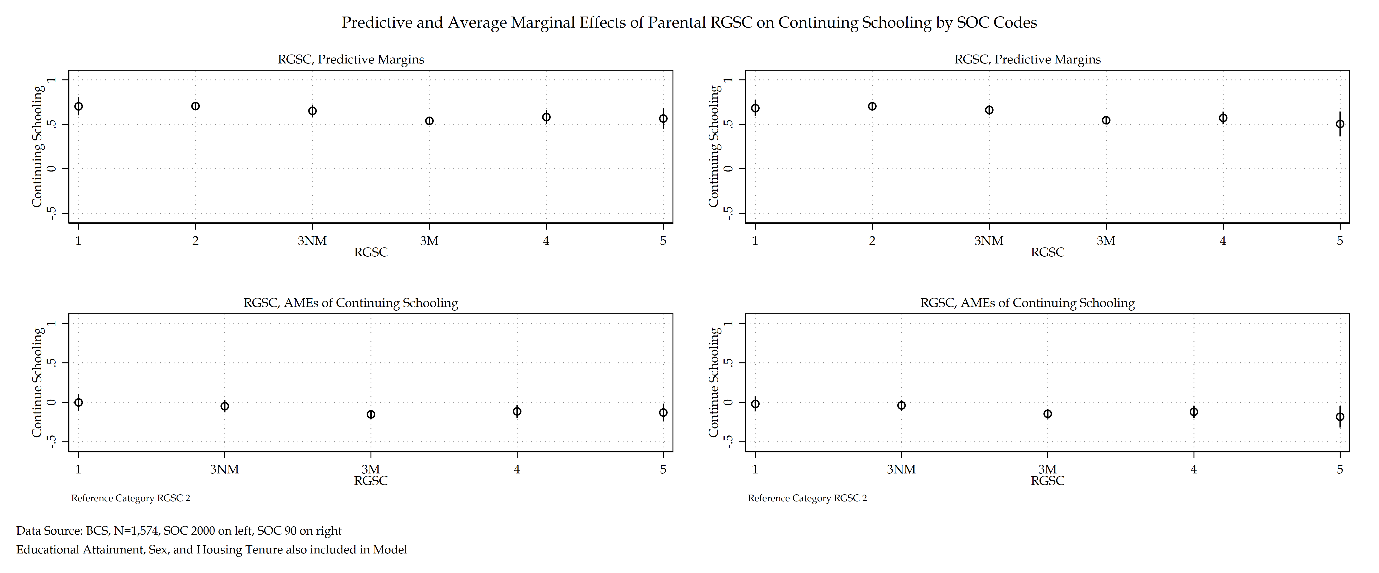 Predictive and Average Marginal Effects of Parental RGSC on Continuing Schooling by SOC Codes
RGSC, Predictive Margins
Continuing Schooling
1
.5
0
-.5
1 2 3NM 3M 4 5
RGSC
RGSC, Predictive Margins
Continuing Schooling
1
.5
0
-.5
1 2 3NM 3M 4 5
RGSC
RGSC, AMEs of Continuing Schooling
Continue Schooling
1
.5
0
-.5
1 3NM 3M 4 5
RGSC
Reference Category RGSC 2
RGSC, AMEs of Continuing Schooling
Continue Schooling
1
.5
0
-.5
1 3NM 3M 4 5
RGSC
Reference Category RGSC 2
Data Source: BCS, N=1,574, SOC 2000 on left, SOC 90 on right
Educational Attainment, Sex, and Housing Tenure also included in Model